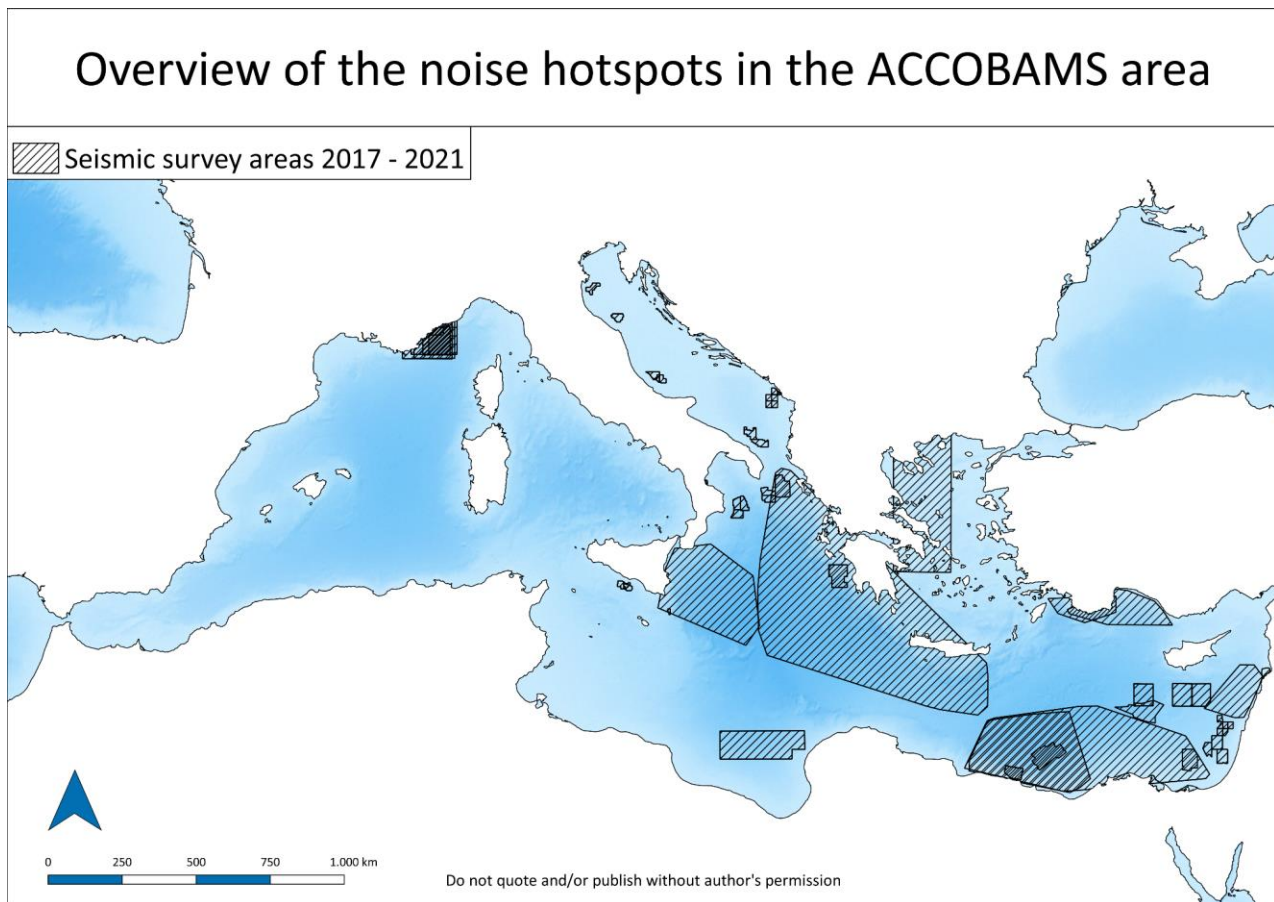 Overview of the noise hotspots in the ACCOBAMS area
Seismic survey areas 2017 - 2021
0 250 500 750 1.000 km
Do not quote and/or publish without author's permission